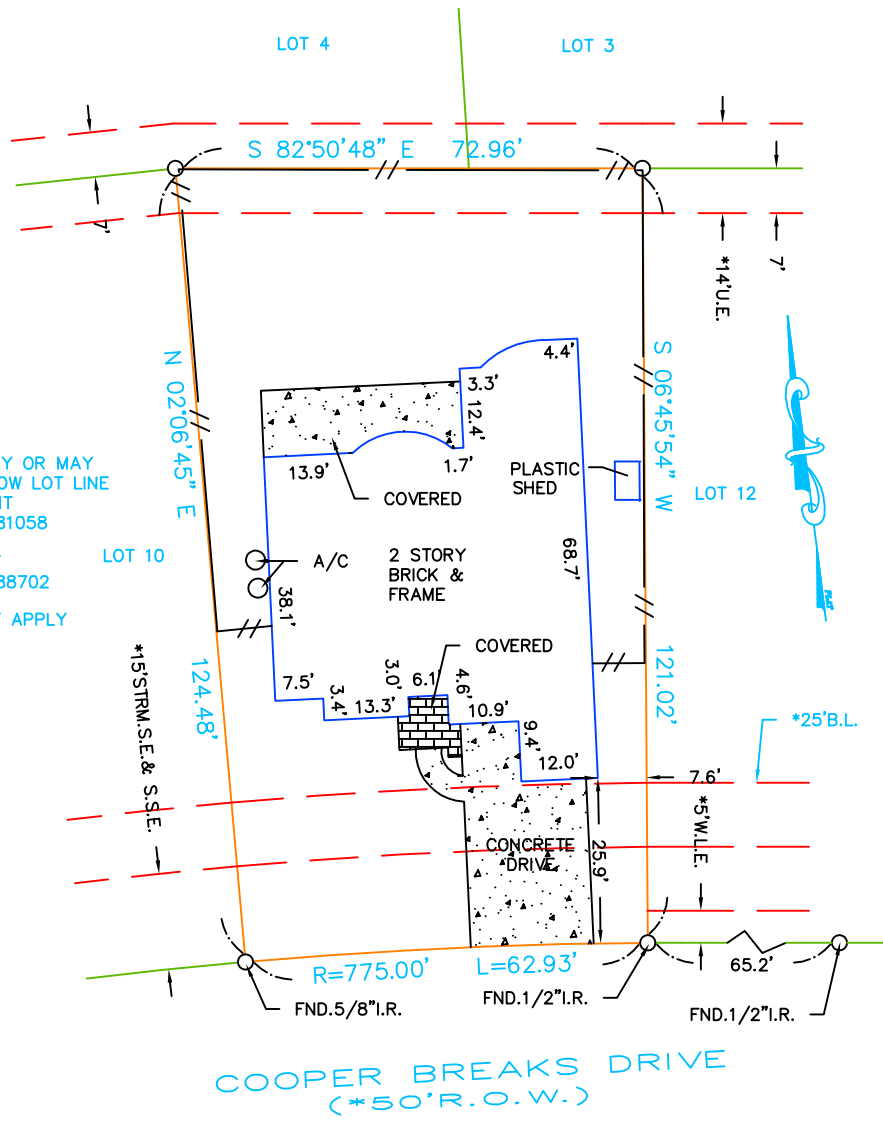 LOT 4
LOT 3
S 82°50'48" E 72.96'
7'
*14'U.E.
7'
4.4'
3.3'
12.4'
N 02°06'45" E
S 06°45'54" W
13.9'
1.7'
PLASTIC
SHED
COVERED
LOT 12
Y OR MAY
OW LOT LINE
IT
81058
LOT 10
A/C
2 STORY
BRICK &
FRAME
68.7'
38702
38.1'
APPLY
COVERED
*15'STRM.S.E.& S.S.E.
124.48'
121.02'
7.5'
3.4'
13.3'
3.0'
6.1'
4.6'
10.9'
9.4'
12.0'
*25'B.L.
7.6'
*5'W.L.E.
CONCRETE
DRIVE
25.9'
R=775.00' L=62.93'
65.2'
FND.5/8"I.R.
FND.1/2"I.R.
FND.1/2"I.R.
COOPER BREAKS DRIVE
(*50'R.O.W.)